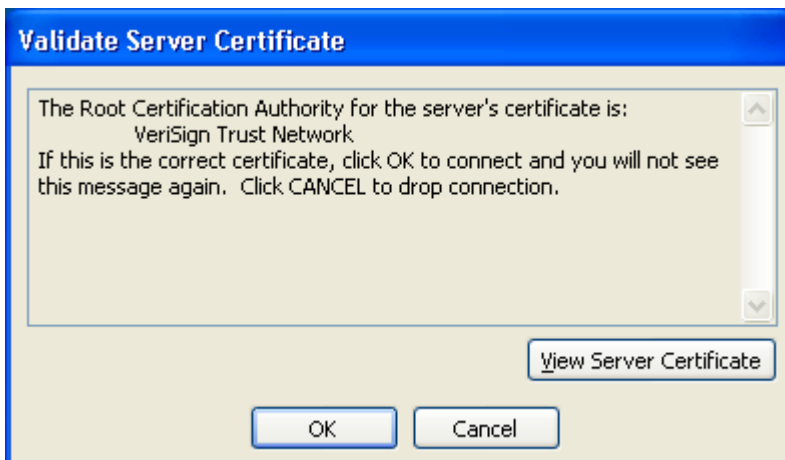 Validate Server Certificate
The Root Certification Authority for the server's certificate is:
VeriSign Trust Network
If this is the correct certificate, click OK to connect and you will not see
this message again.  Click CANCEL to drop connection.
View Server Certificate
OK
Cancel